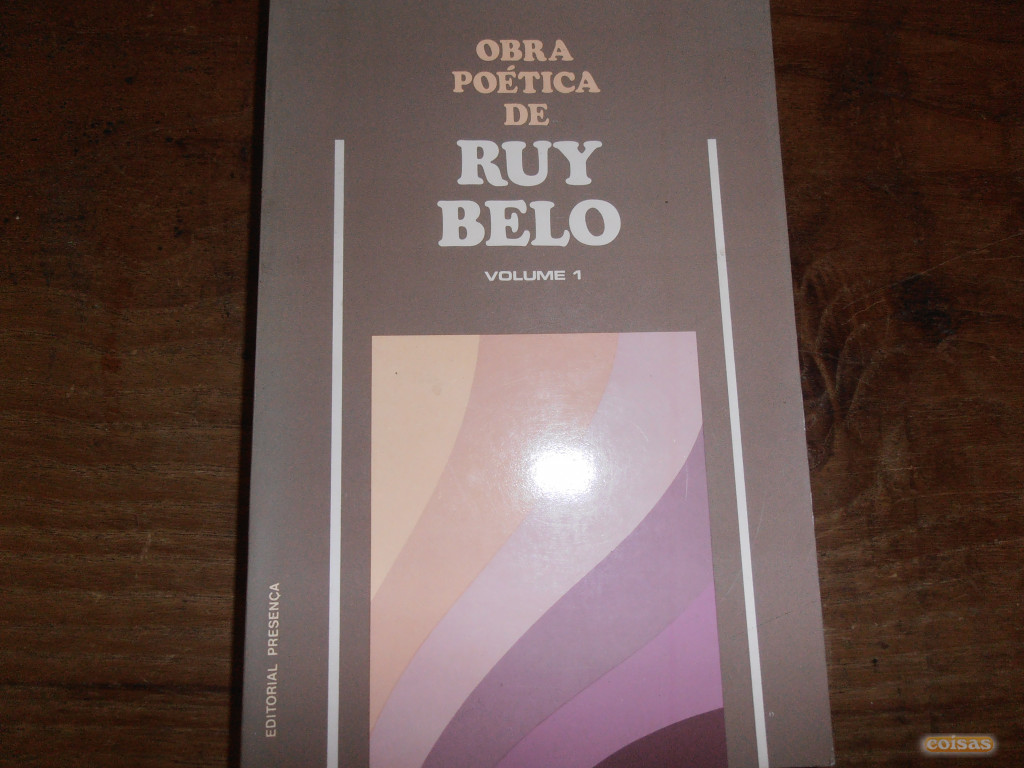 OBRA
POÉTICA
DE
RUY
BELO
VOLUME 1
EDITORIAL PRESENÇA
coisas